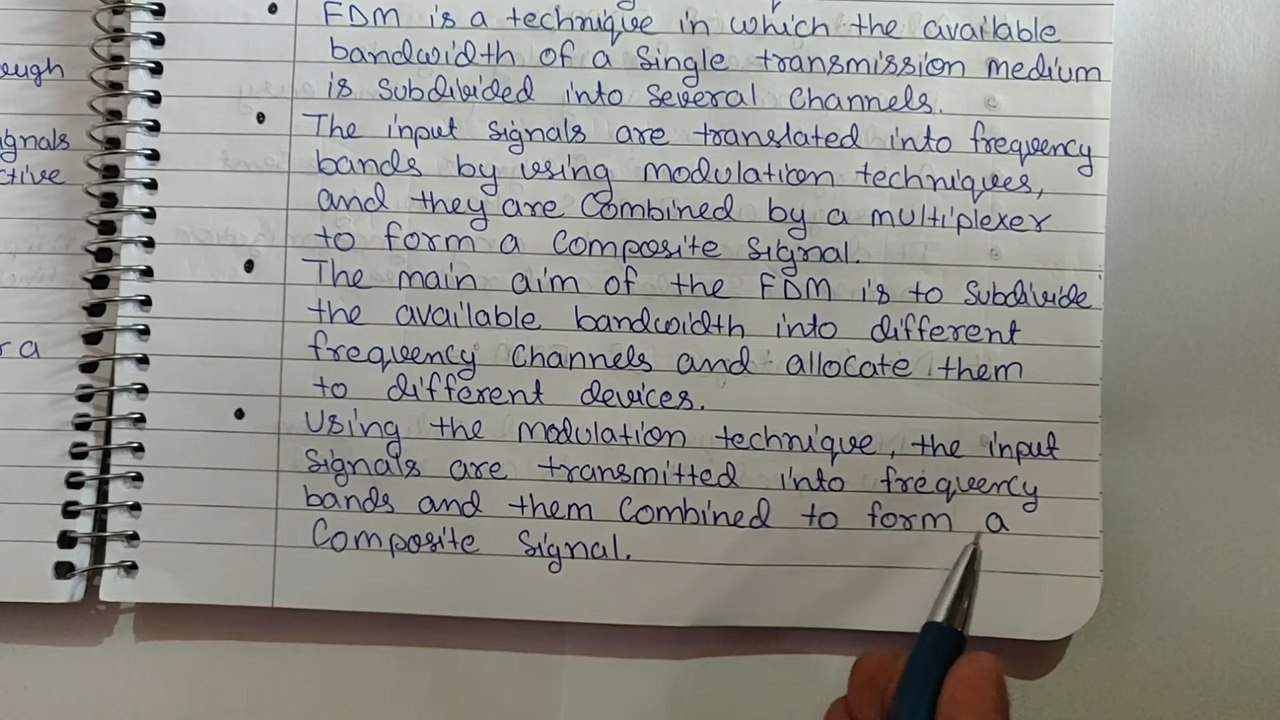 ough
ignals
ctive
r a
• FDM is a technique in which the available
bandwidth of a single transmission medium
is subdivided into several channels.
• The input signals are translated into frequency
bands by using modulation techniques,
and they are combined by a multiplexer
to form a composite signal.
• The main aim of the FDM is to subdivide
the available bandwidth into different
frequency channels and allocate them
to different devices.
• Using the modulation technique, the input
signals are transmitted into frequency
bands and them combined to form a
composite signal.